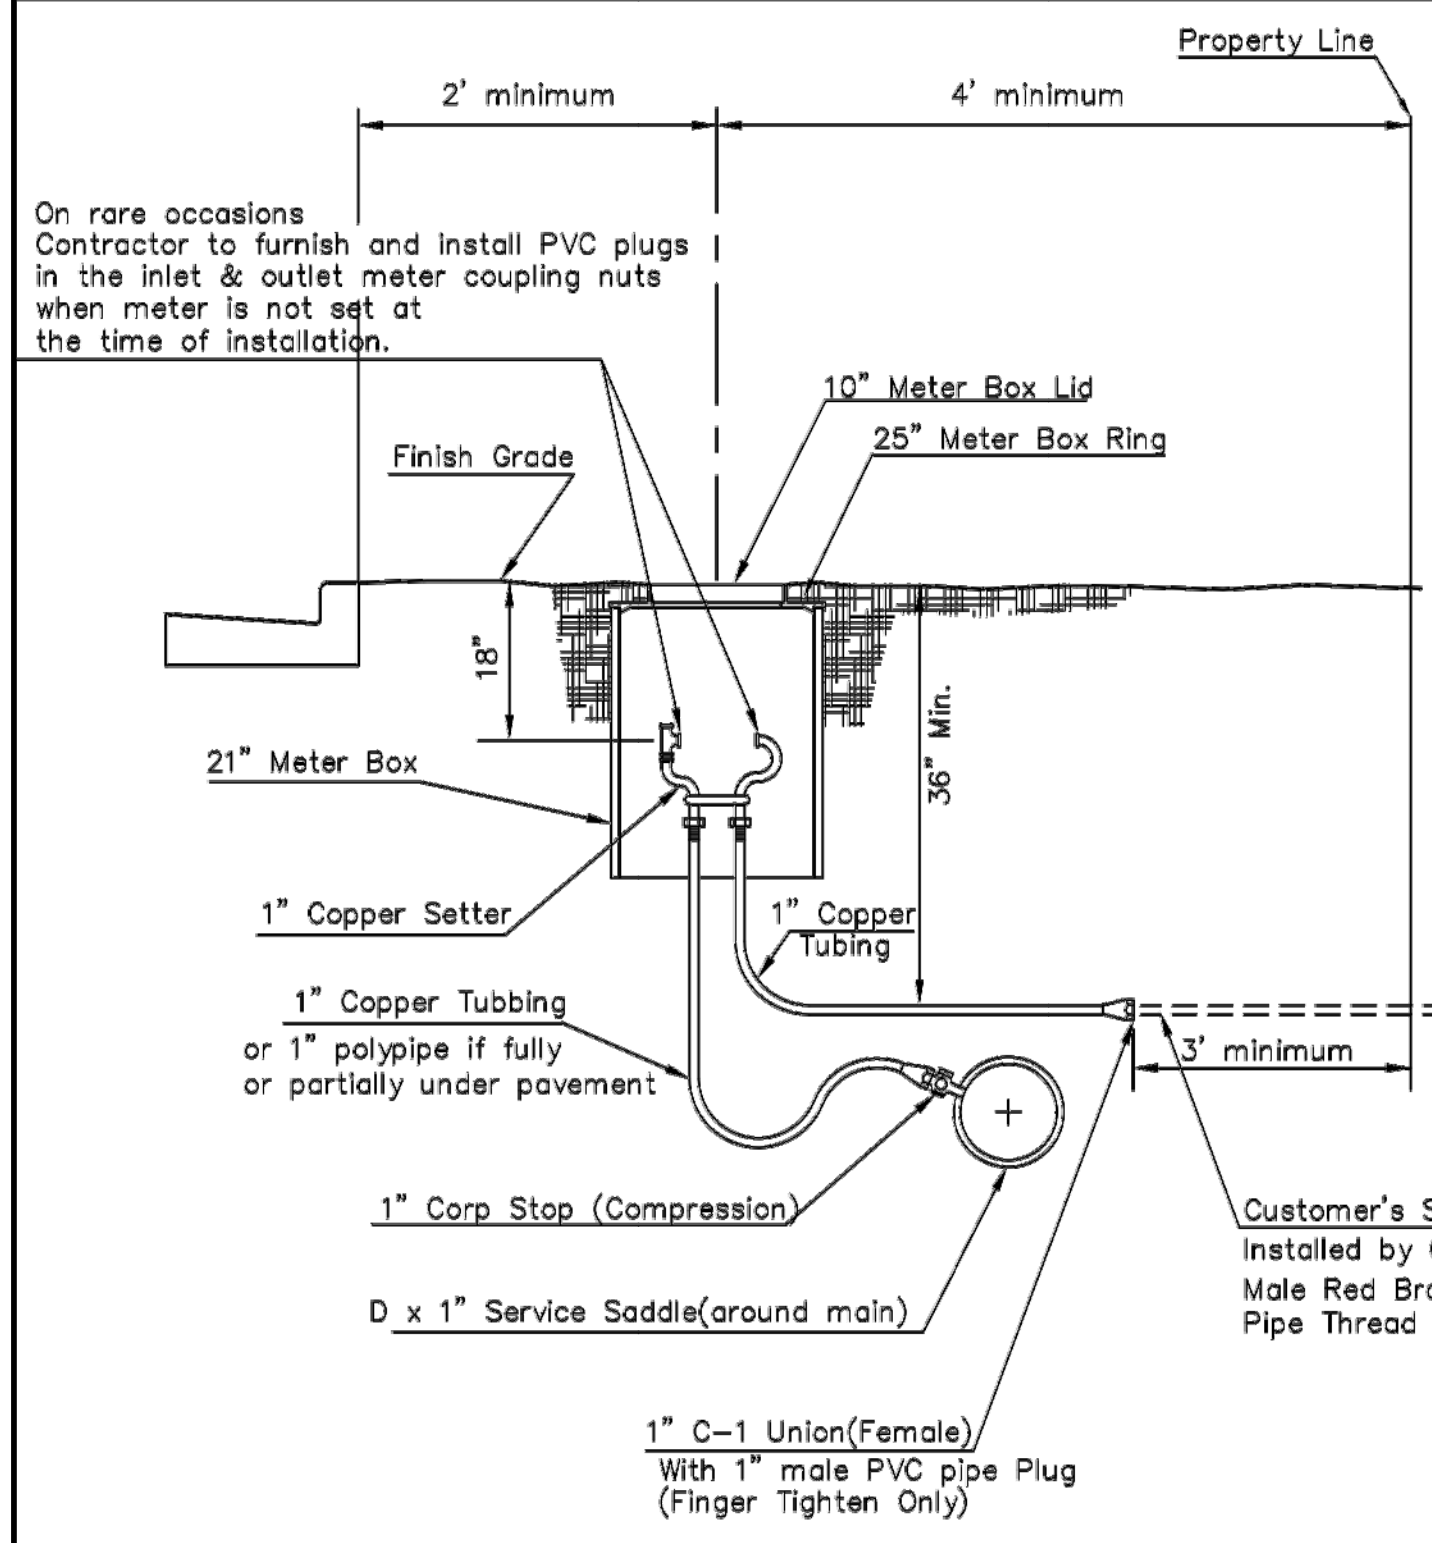 Property Line
2' minimum
4' minimum
On rare occasions
Contractor to furnish and install PVC plugs
in the inlet & outlet meter coupling nuts
when meter is not set at
the time of installation.
10" Meter Box Lid
25" Meter Box Ring
Finish Grade
18"
36" Min.
21" Meter Box
1" Copper Setter
1" Copper
Tubing
1" Copper Tubbing
or 1" polypipe if fully
or partially under pavement
3' minimum
1" Corp Stop (Compression)
Customer's
Installed by
Male Red
Pipe Thread
D x 1" Service Saddle(around main)
1" C-1 Union(Female)
With 1" male PVC pipe Plug
(Finger Tighten Only)